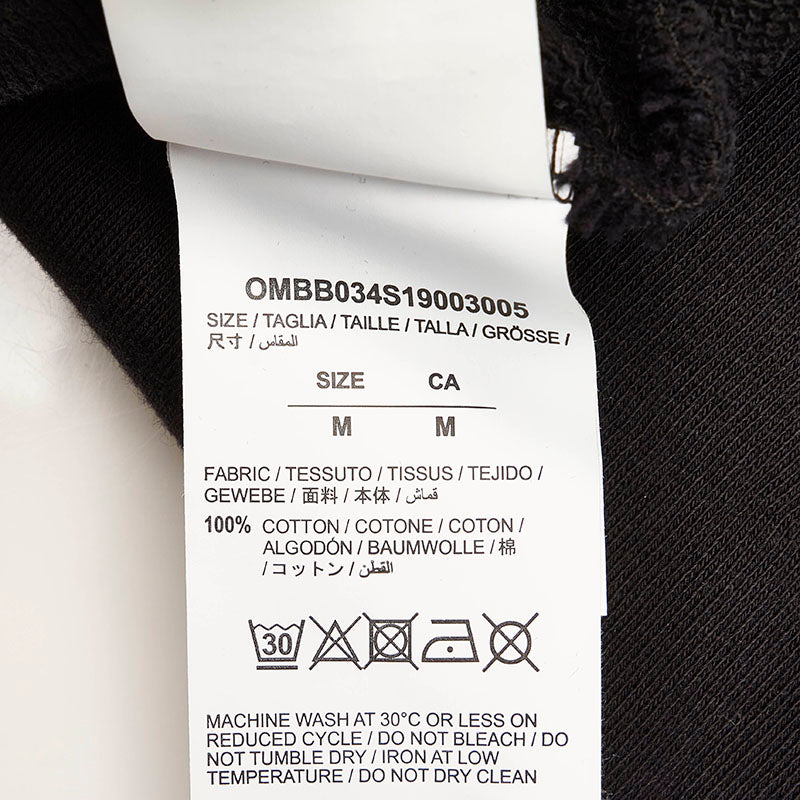 OMBB034S19003005
SIZE / TAGLIA / TAILLE / TALLA / GRÖSSE /
尺寸 / المقاس
SIZE CA
M M
FABRIC / TESSUTO / TISSUS / TEJIDO /
GEWEBE / 面料 / 本体 / قماش
100% COTTON / COTONE / COTON /
ALGODÓN / BAUMWOLLE / 棉
/ コットン / القطن
30
MACHINE WASH AT 30°C OR LESS ON
REDUCED CYCLE / DO NOT BLEACH / DO
NOT TUMBLE DRY / IRON AT LOW
TEMPERATURE / DO NOT DRY CLEAN